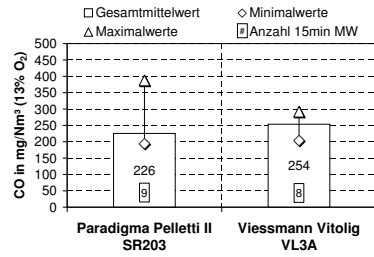 Gesamtmittelwert Minimalwerte
Maximalwerte # Anzahl 15min MW
CO in mg/Nm³ (13% O₂)
500
450
400
350
300
250
200
150
100
50
0
226 254
9 8
Paradigma Pelletti II Viessmann Vitolig
SR203 VL3A